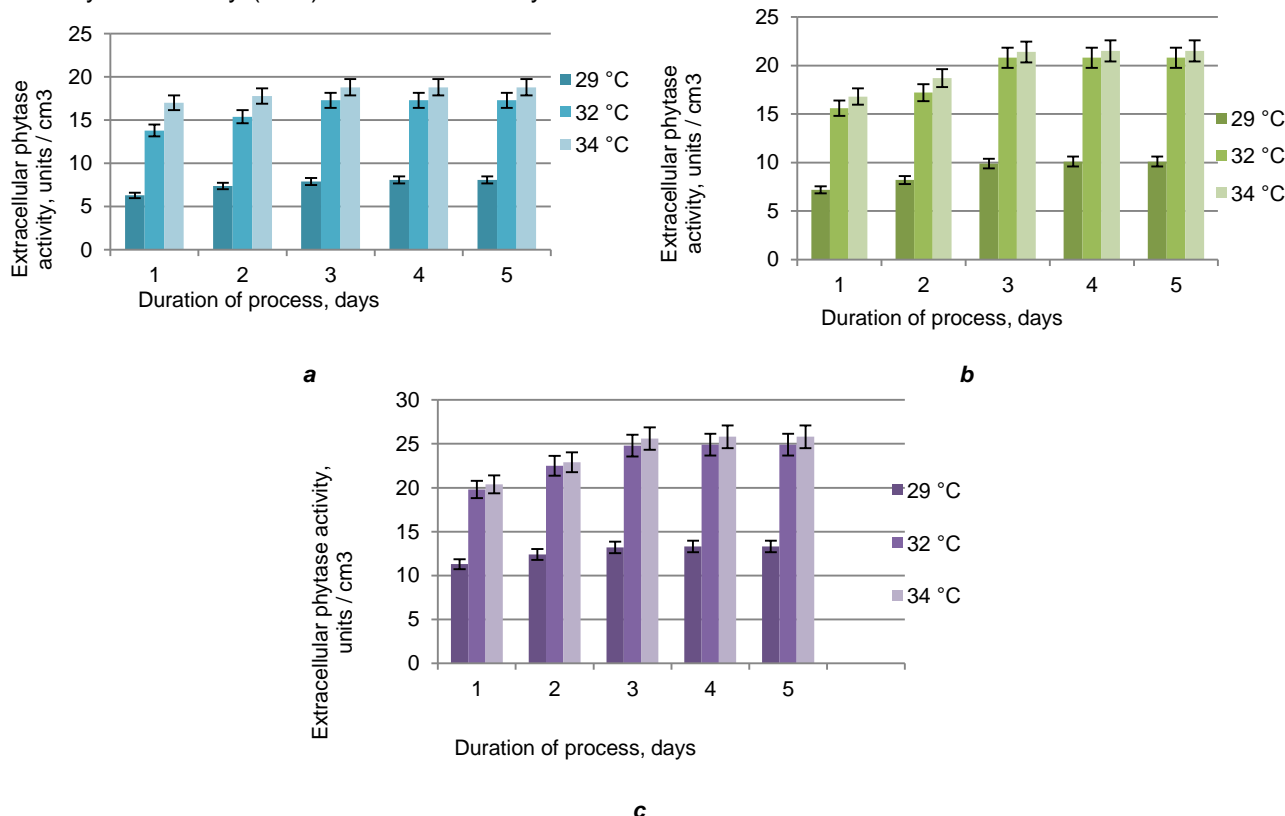 Extracellular phytase
activity, units / cm3
25
20
15
10
5
0
1 2 3 4 5
Duration of process, days
29 °C
32 °C
34 °C
a
Extracellular phytase
activity, units / cm3
25
20
15
10
5
0
1 2 3 4 5
Duration of process, days
29 °C
32 °C
34 °C
b
Extracellular phytase activity,
units / cm3
30
25
20
15
10
5
0
1 2 3 4 5
Duration of process, days
29 °C
32 °C
34 °C
c